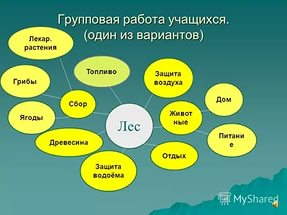 Групповая работа учащихся.
(один из вариантов)
Лекар.
растения
Топливо
Защита
воздуха
Грибы
Сбор
Дом
Ягоды
Лес
Живот
ные
Питани
е
Древесина
Отдых
Защита
водоёма
MyShared